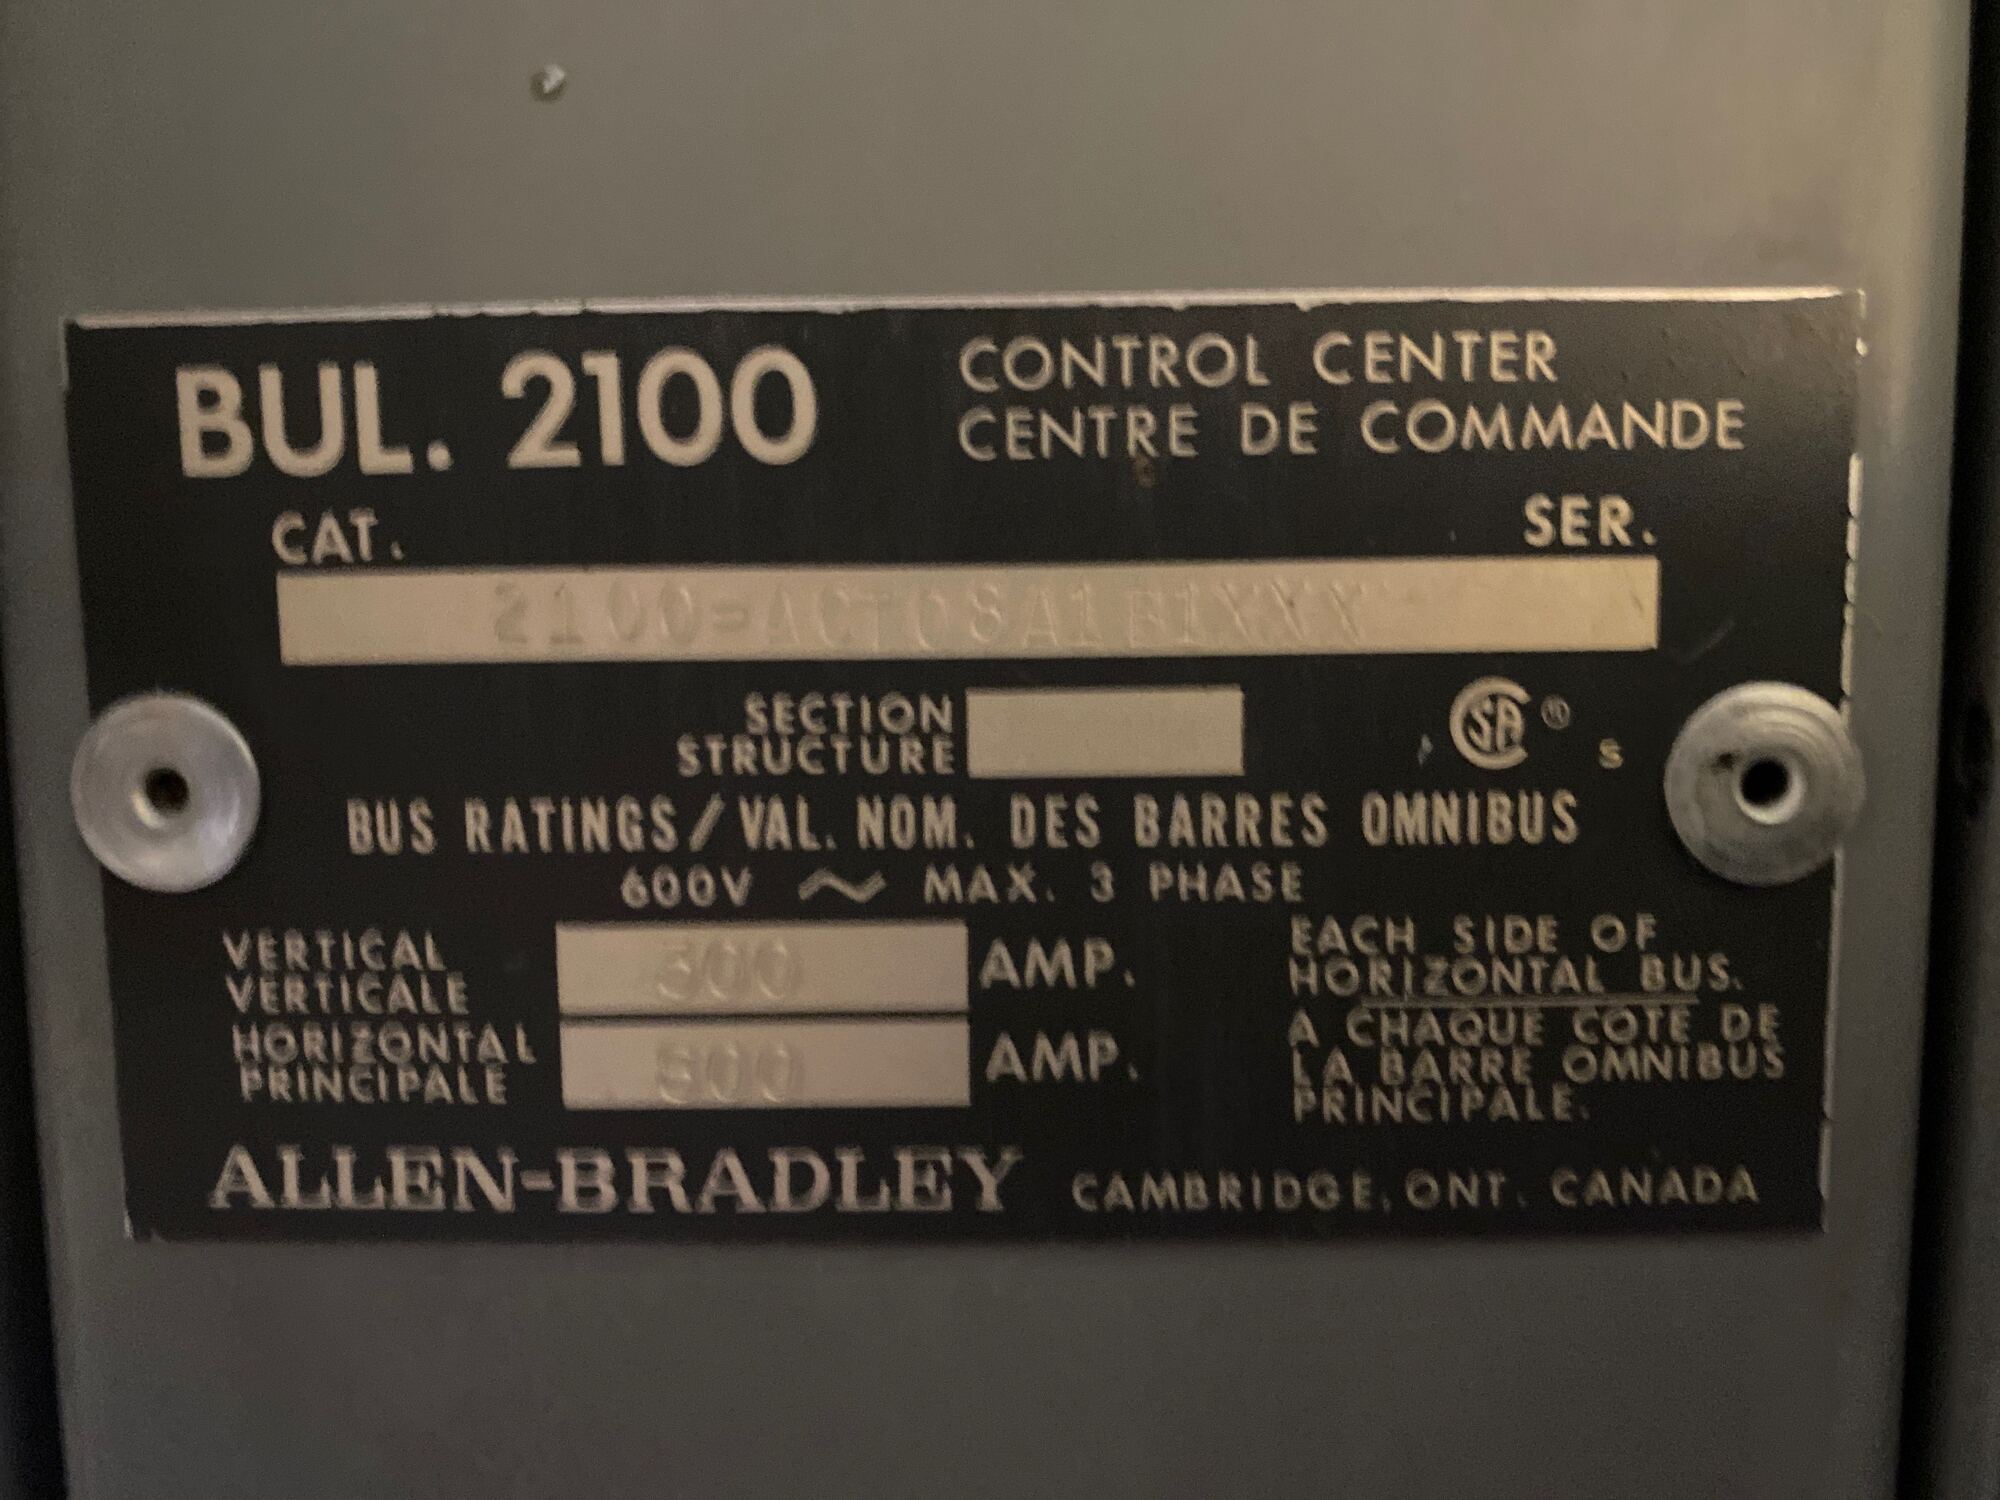 BUL. 2100
CONTROL CENTER
CENTRE DE COMMANDE
CAT.
SER.
SECTION
STRUCTURE
CSA ®
S
BUS RATINGS / VAL. NOM. DES BARRES OMNIBUS
600V ~ MAX. 3 PHASE
VERTICAL
VERTICALE
300
AMP.
HORIZONTAL
PRINCIPALE
AMP.
EACH SIDE OF
HORIZONTAL BUS.
A CHAQUE COTE DE
LA BARRE OMNIBUS
PRINCIPALE.
ALLEN-BRADLEY
CAMBRIDGE, ONT. CANADA